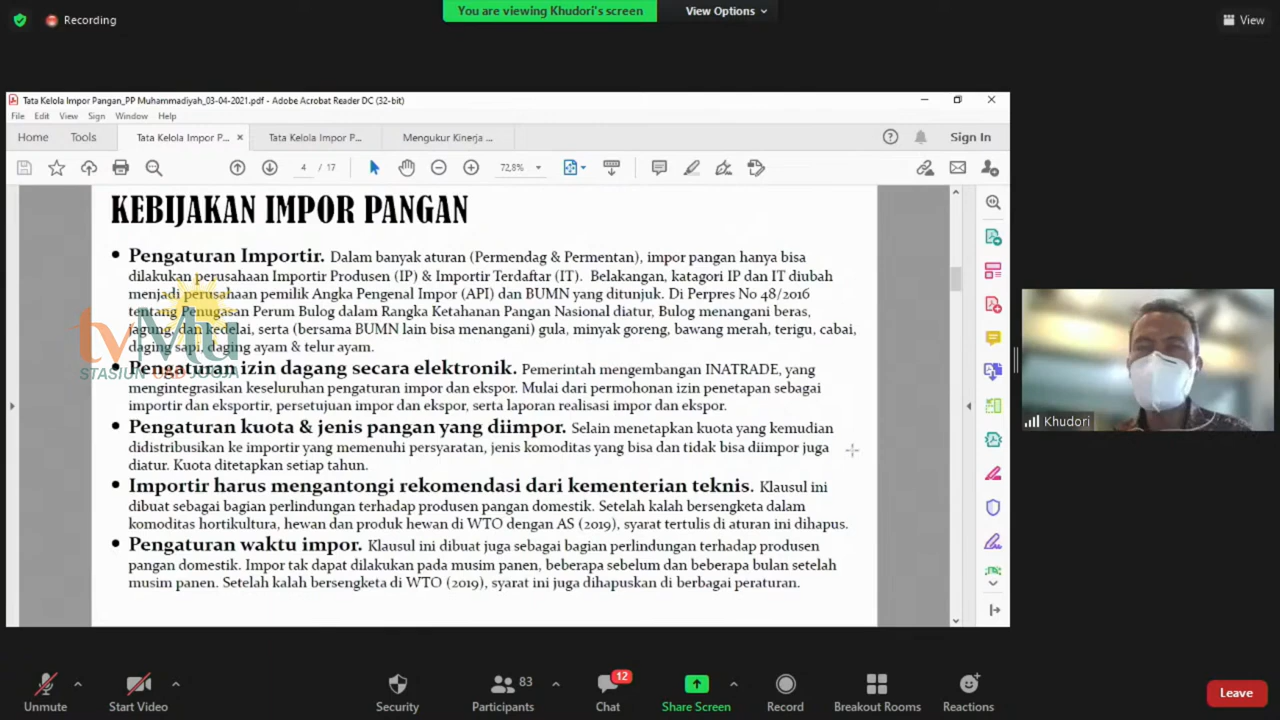 You are viewing Khudori's screen
View Options
Recording
View
Tata Kelola Impor Pangan_PP Muhammadiyah_03-04-2021.pdf - Adobe Acrobat Reader DC (32-bit)
File Edit View Sign Window Help
Home Tools Tata Kelola Impor P... Tata Kelola Impor P... Mengukur Kinerja ... Sign In
4 / 17 72,8%
KEBIJAKAN IMPOR PANGAN
• Pengaturan Importir. Dalam banyak aturan (Permendag & Permentan), impor pangan hanya bisa
dilakukan perusahaan Importir Produsen (IP) & Importir Terdaftar (IT). Belakangan, katagori IP dan IT diubah
menjadi perusahaan pemilik Angka Pengenal Impor (API) dan BUMN yang ditunjuk. Di Perpres No 48/2016
tentang Penugasan Perum Bulog dalam Rangka Ketahanan Pangan Nasional diatur, Bulog menangani beras,
jagung, dan kedelai, serta (bersama BUMN lain bisa menangani) gula, minyak goreng, bawang merah, terigu, cabai,
daging sapi, daging ayam & telur ayam.
• Pengaturan izin dagang secara elektronik. Pemerintah mengembangan INATRADE, yang
mengintegrasikan keseluruhan pengaturan impor dan ekspor. Mulai dari permohonan izin penetapan sebagai
importir dan eksportir, persetujuan impor dan ekspor, serta laporan realisasi impor dan ekspor.
• Pengaturan kuota & jenis pangan yang diimpor. Selain menetapkan kuota yang kemudian
didistribusikan ke importir yang memenuhi persyaratan, jenis komoditas yang bisa dan tidak bisa diimpor juga
diatur. Kuota ditetapkan setiap tahun.
• Importir harus mngantongi rekomendasi dari kementerian teknis. Klausul ini
dibuat sebagai bagian perlindungan terhadap produsen pangan domestik. Setelah kalah bersengketa dalam
komoditas hortikultura, hewan dan produk hewan di WTO dengan AS (2019), syarat tertulis di aturan ini dihapus.
• Pengaturan waktu impor. Klausul ini dibuat juga sebagai bagian perlindungan terhadap produsen
pangan domestik. Impor tak dapat dilakukan pada musim panen, beberapa sebelum dan beberapa bulan setelah
musim panen. Setelah kalah bersengketa di WTO (2019), syarat ini juga dihapuskan di berbagai peraturan.
tvMu
STASIUN UAD JOGJA
Khudori
Unmute
Start Video
Security
83
Participants
12
Chat
Share Screen
Record
Breakout Rooms
Reactions
Leave